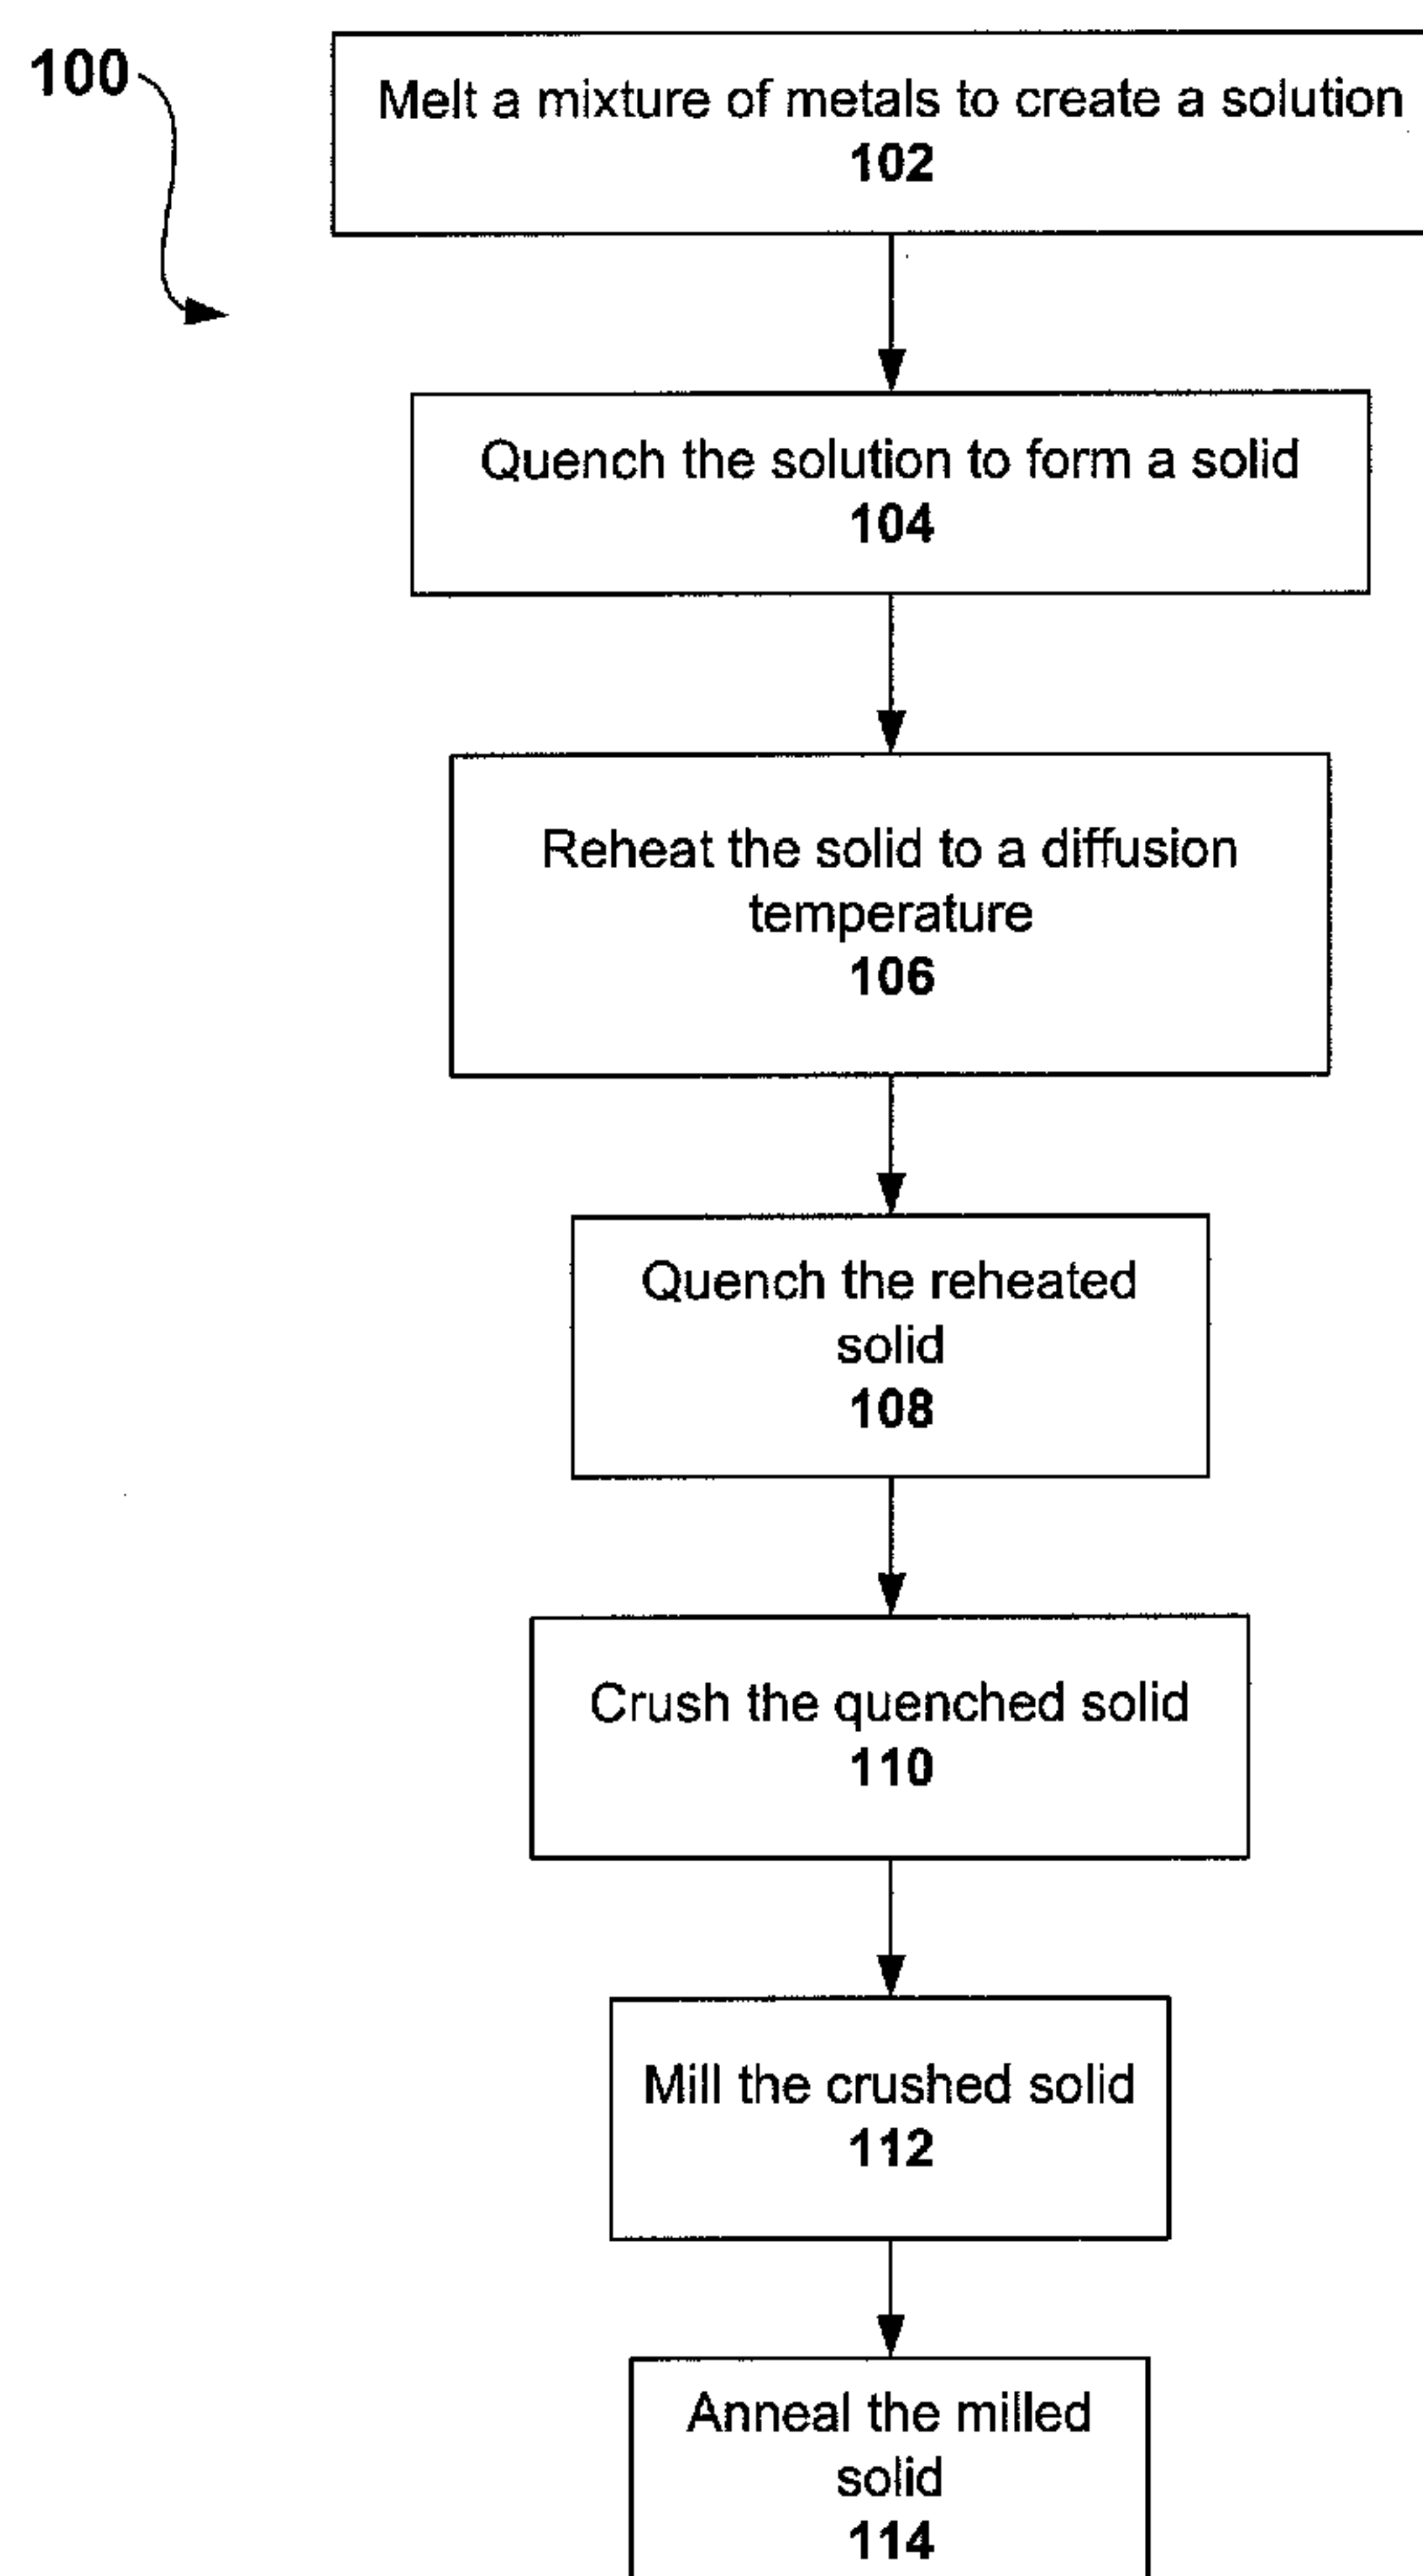 100
Melt a mixture of metals to create a solution
102
Quench the solution to form a solid
104
Reheat the solid to a diffusion
temperature
106
Quench the reheated
solid
108
Crush the quenched solid
110
Mill the crushed solid
112
Anneal the milled
solid
114